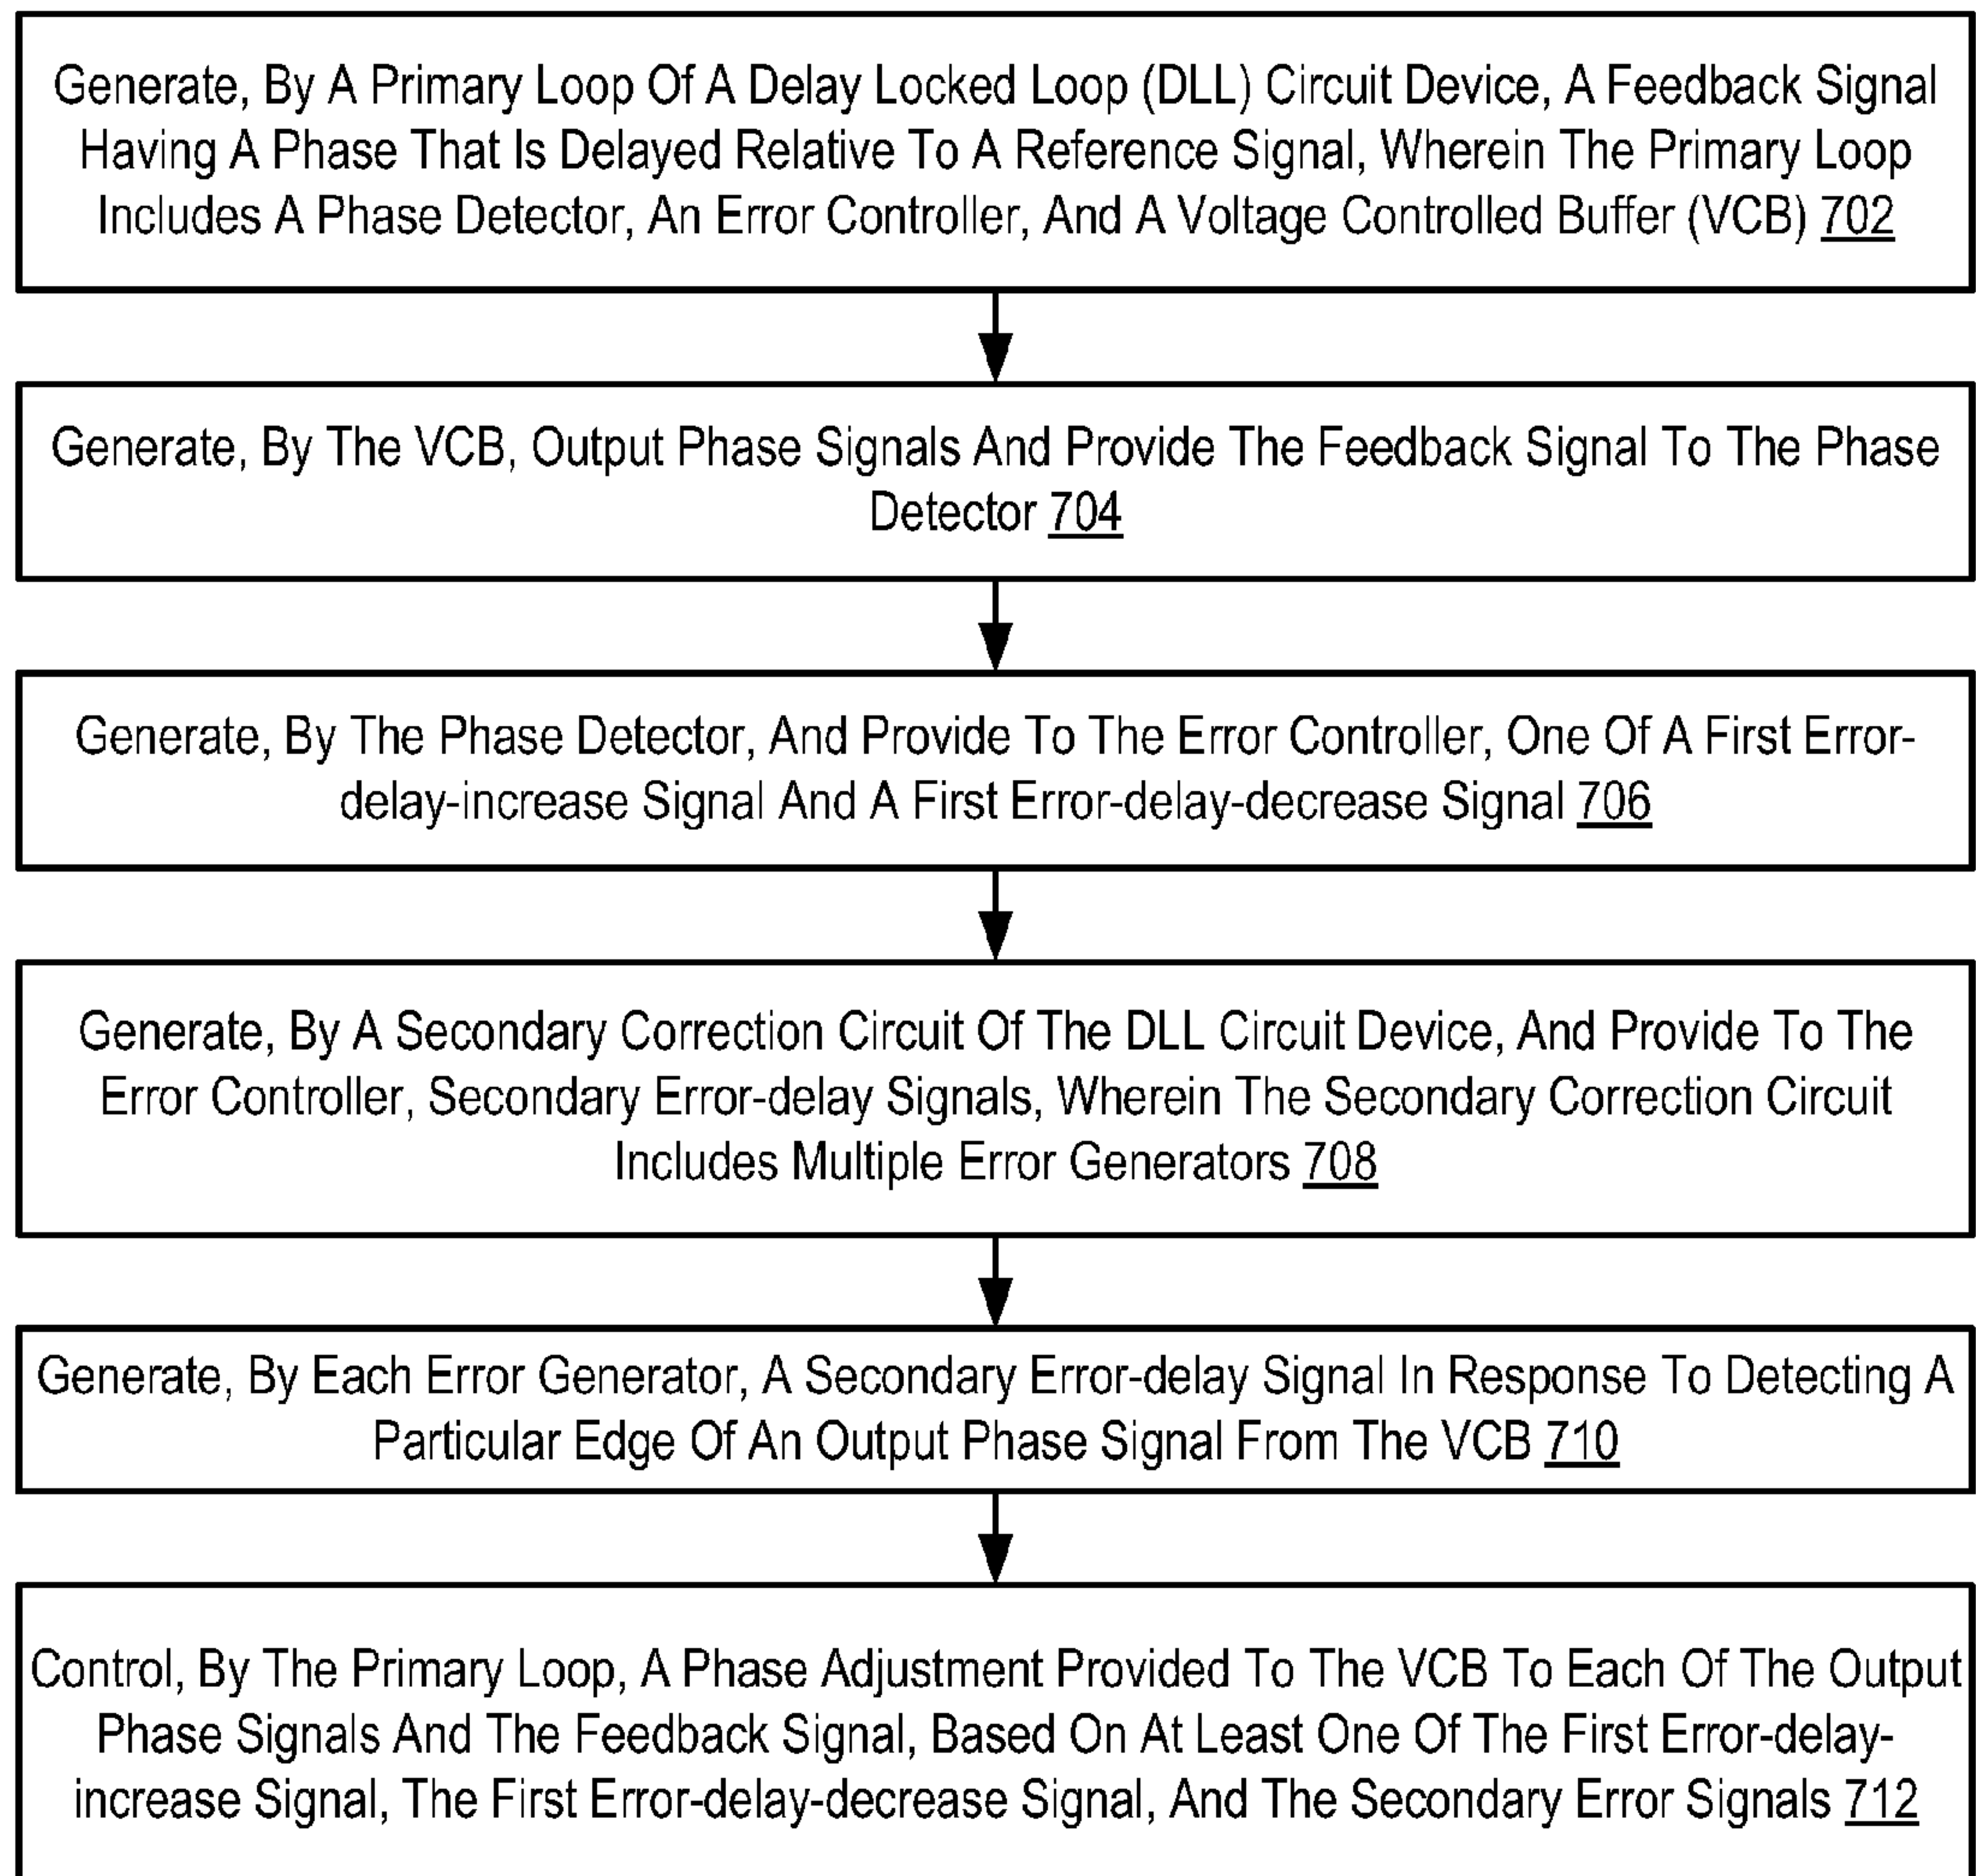 Generate, By A Primary Loop Of A Delay Locked Loop (DLL) Circuit Device, A Feedback Signal
Having A Phase That Is Delayed Relative To A Reference Signal, Wherein The Primary Loop
Includes A Phase Detector, An Error Controller, And A Voltage Controlled Buffer (VCB) 702
Generate, By The VCB, Output Phase Signals And Provide The Feedback Signal To The Phase
Detector 704
Generate, By The Phase Detector, And Provide To The Error Controller, One Of A First Error-
delay-increase Signal And A First Error-delay-decrease Signal 706
Generate, By A Secondary Correction Circuit Of The DLL Circuit Device, And Provide To The
Error Controller, Secondary Error-delay Signals, Wherein The Secondary Correction Circuit
Includes Multiple Error Generators 708
Generate, By Each Error Generator, A Secondary Error-delay Signal In Response To Detecting A
Particular Edge Of An Output Phase Signal From The VCB 710
Control, By The Primary Loop, A Phase Adjustment Provided To The VCB To Each Of The Output
Phase Signals And The Feedback Signal, Based On At Least One Of The First Error-delay-
increase Signal, The First Error-delay-decrease Signal, And The Secondary Error Signals 712